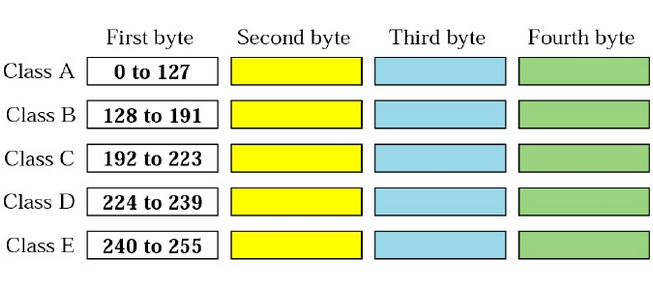 First byte Second byte Third byte Fourth byte
Class A 0 to 127
Class B 128 to 191
Class C 192 to 223
Class D 224 to 239
Class E 240 to 255